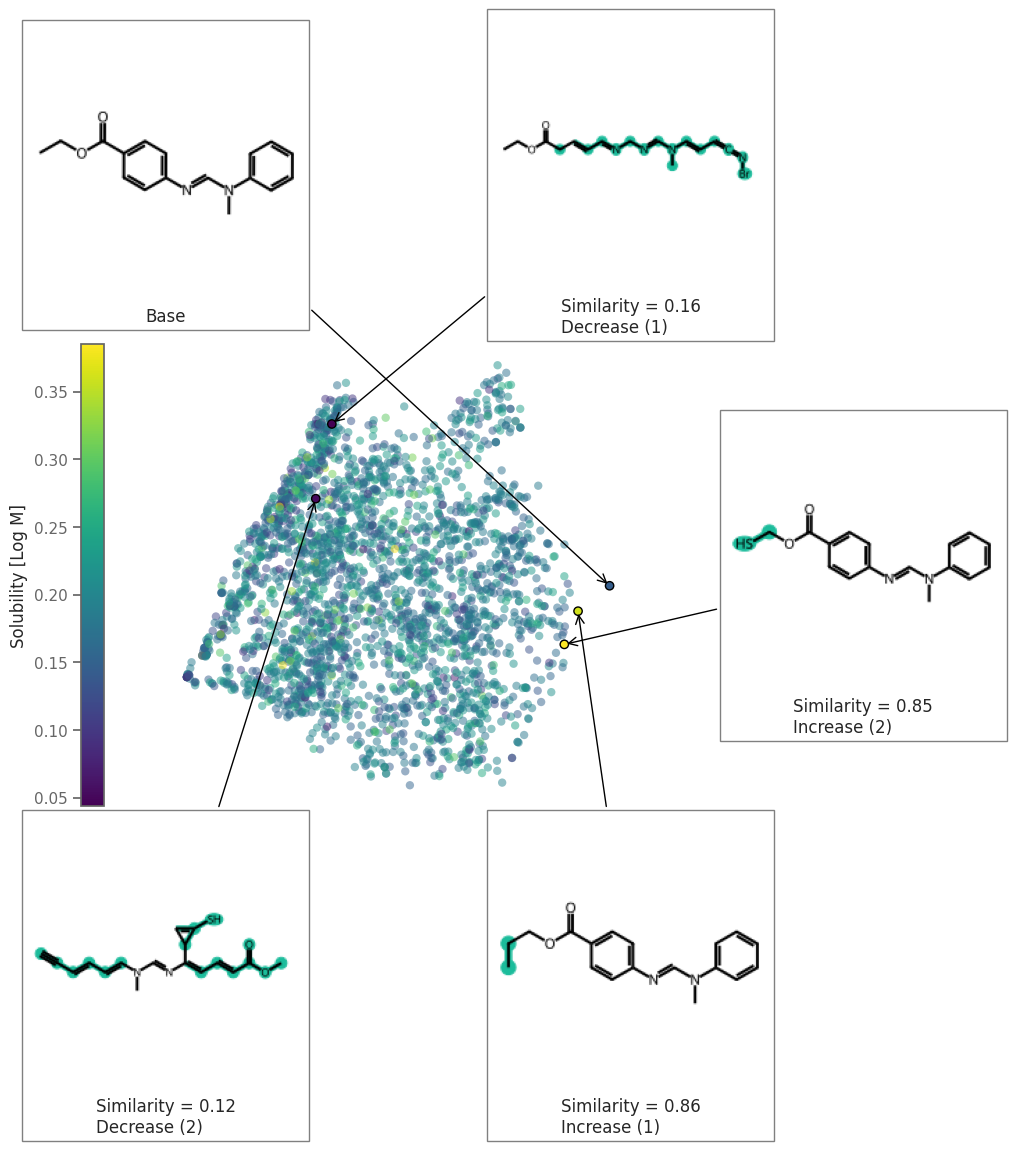 O
O
N
N
Base
O
O
N
N
N
O
N
Br
Similarity = 0.16
Decrease (1)
0.35
0.30
0.25
0.20
0.15
0.10
0.05
Solubility [Log M]
HS
O
O
N
N
Similarity = 0.85
Increase (2)
SH
N
N
O
O
Similarity = 0.12
Decrease (2)
O
O
N
N
Similarity = 0.86
Increase (1)